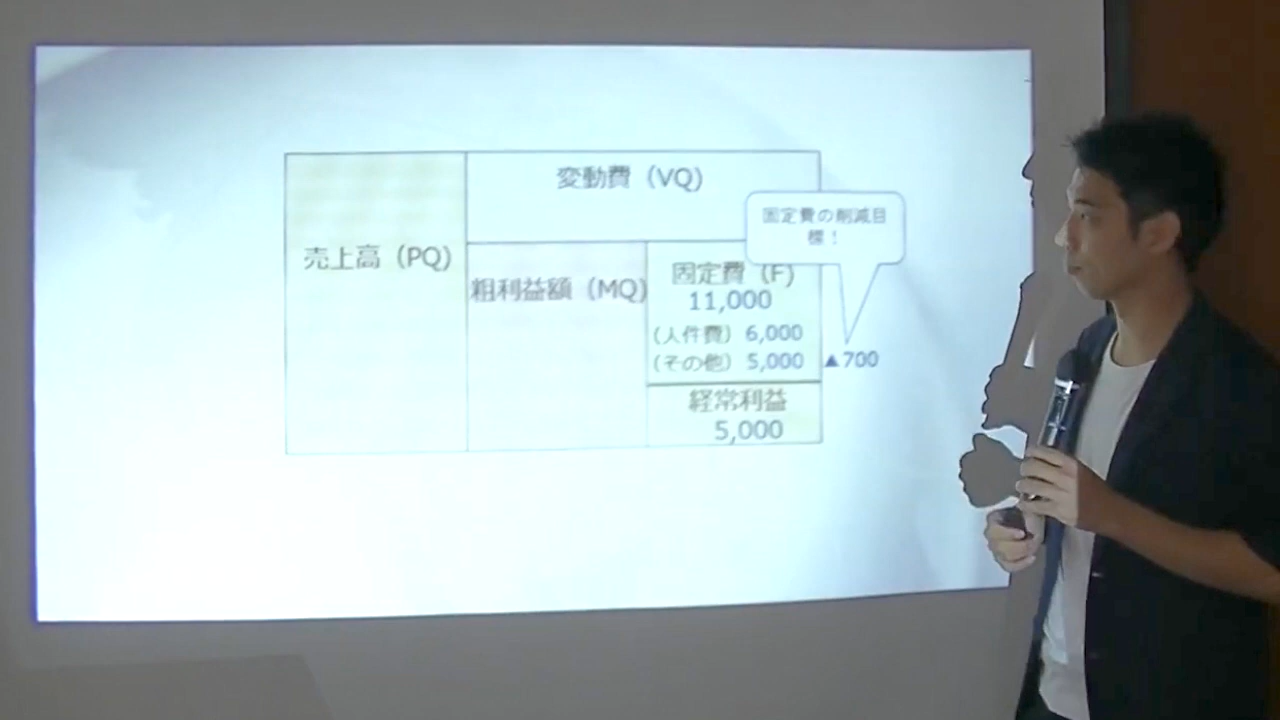 変動費（VQ）
固定費の削減目
標！
売上高（PQ）
粗利益額（MQ）
固定費（F）
11,000
（人件費）6,000
（その他）5,000
▲700
経常利益
5,000